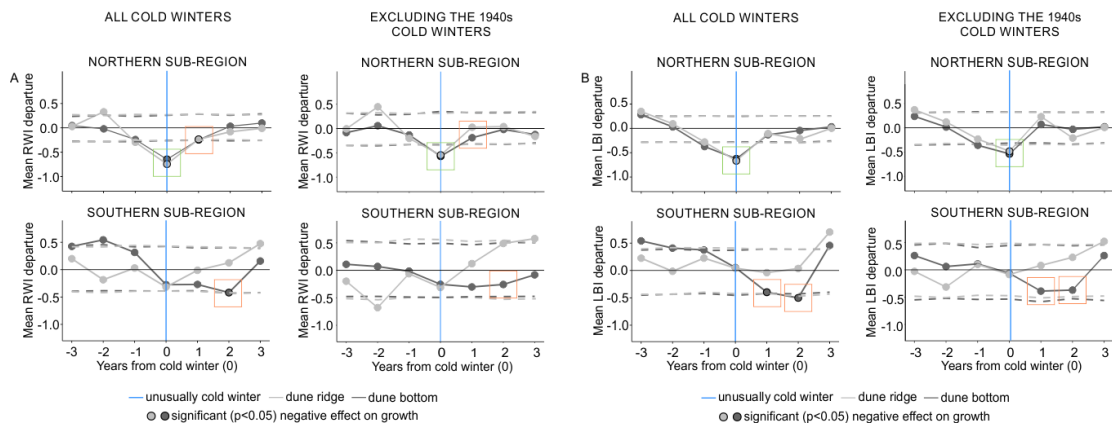 ALL COLD WINTERS
EXCLUDING THE 1940s
COLD WINTERS
A
NORTHERN SUB-REGION
NORTHERN SUB-REGION
Mean RWI departure
0.5
0.0
-0.5
-1.0
Mean RWI departure
0.5
0.0
-0.5
-1.0
SOUTHERN SUB-REGION
SOUTHERN SUB-REGION
Mean RWI departure
0.5
0
-0.5
-1.0
-3 -2 -1 0 1 2 3
Years from cold winter (0)
Mean RWI departure
0.5
0
-0.5
-1.0
-3 -2 -1 0 1 2 3
Years from cold winter (0)
unusually cold winter dune ridge dune bottom
significant (p<0.05) negative effect on growth
ALL COLD WINTERS
EXCLUDING THE 1940s
COLD WINTERS
B
NORTHERN SUB-REGION
NORTHERN SUB-REGION
Mean LBI departure
0.5
0.0
-0.5
-1.0
Mean LBI departure
0.5
0.0
-0.5
-1.0
SOUTHERN SUB-REGION
SOUTHERN SUB-REGION
Mean LBI departure
0.5
0
-0.5
-1.0
-3 -2 -1 0 1 2 3
Years from cold winter (0)
Mean LBI departure
0.5
0
-0.5
-1.0
-3 -2 -1 0 1 2 3
Years from cold winter (0)
unusually cold winter dune ridge dune bottom
significant (p<0.05) negative effect on growth